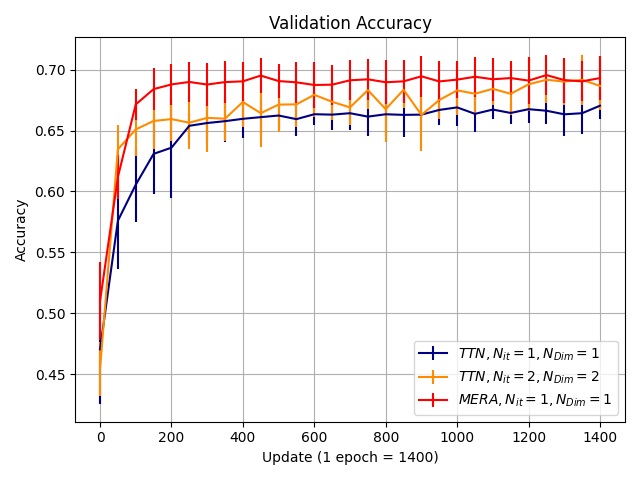 Validation Accuracy
Accuracy
0.70
0.65
0.60
0.55
0.50
0.45
TTN, N_it = 1, N_Dim = 1
TTN, N_it = 2, N_Dim = 2
MERA, N_it = 1, N_Dim = 1
0 200 400 600 800 1000 1200 1400
Update (1 epoch = 1400)